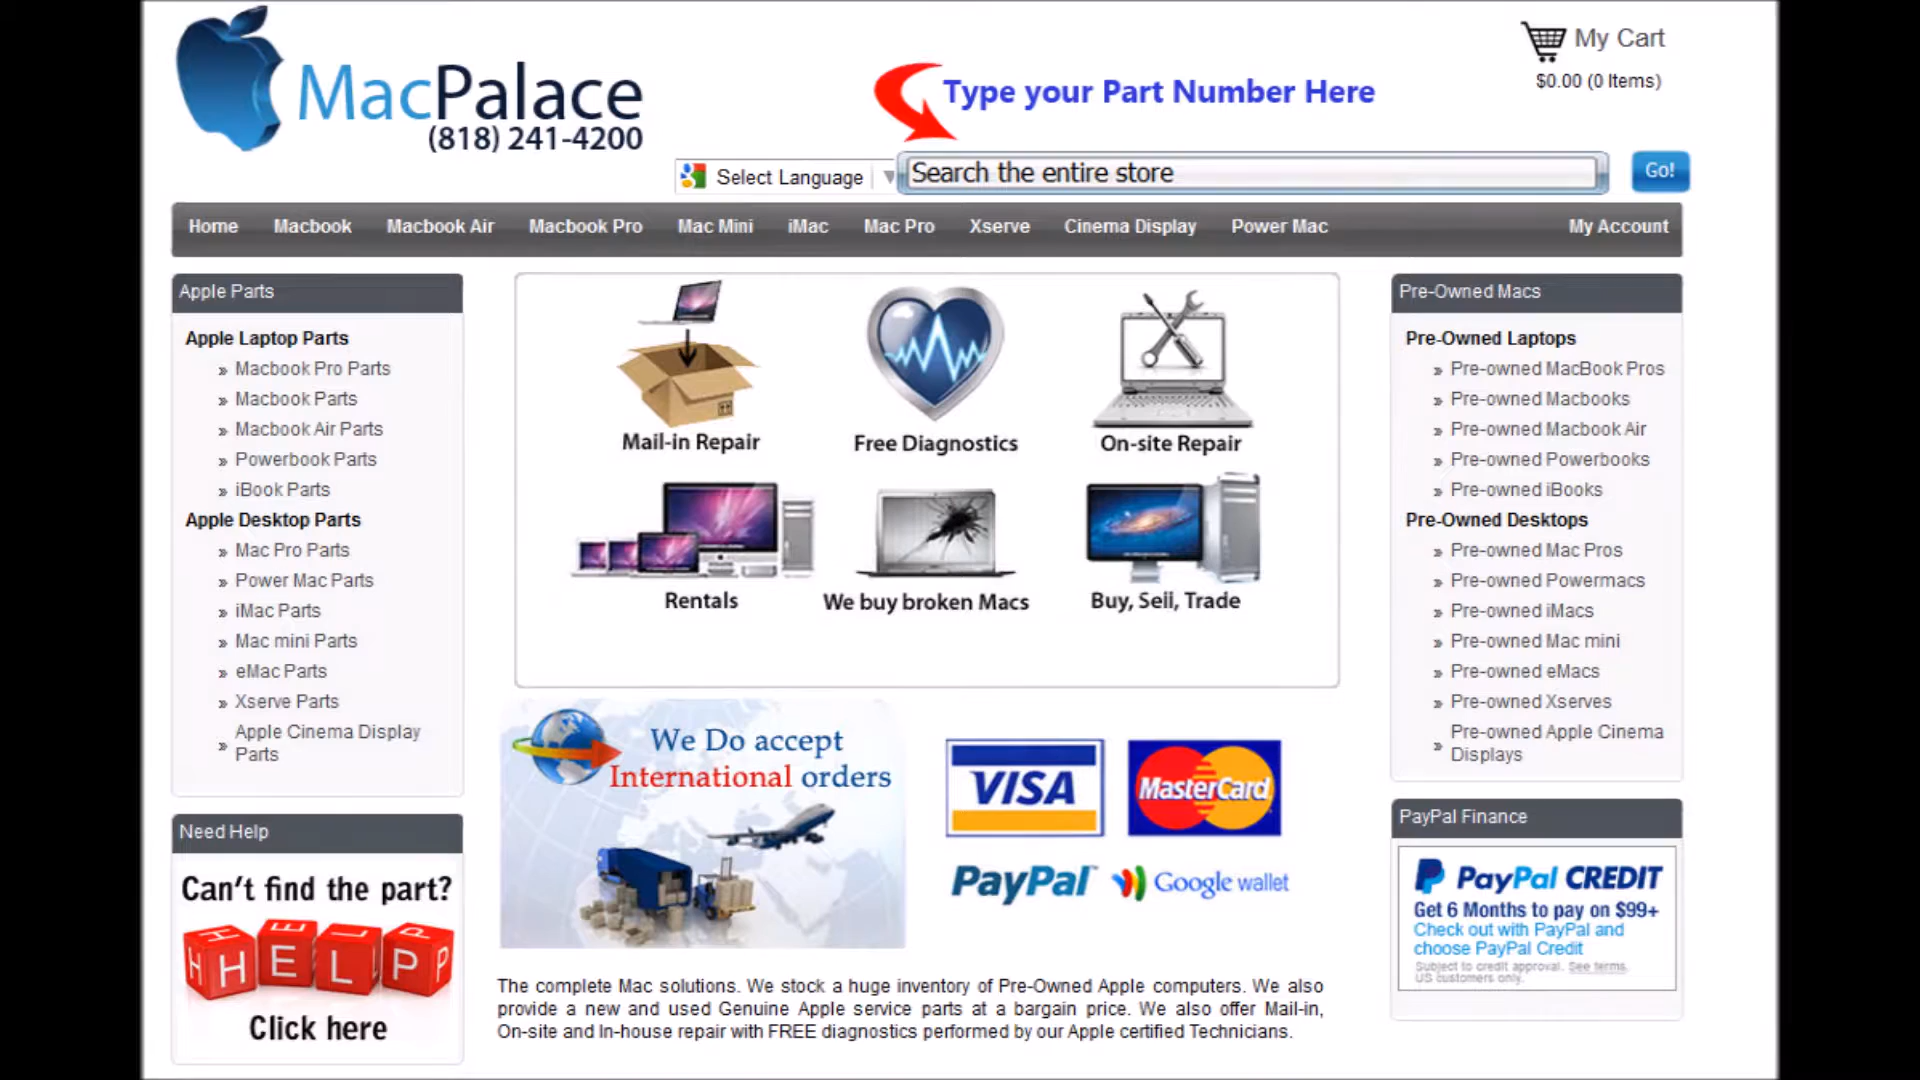 MacPalace
(818) 241-4200
Type your Part Number Here
My Cart
$0.00 (0 Items)
Select Language
Search the entire store
Go!
Home Macbook Macbook Air Macbook Pro Mac Mini iMac Mac Pro Xserve Cinema Display Power Mac My Account
Apple Parts
Apple Laptop Parts
» Macbook Pro Parts
» Macbook Parts
» Macbook Air Parts
» Powerbook Parts
» iBook Parts
Apple Desktop Parts
» Mac Pro Parts
» Power Mac Parts
» iMac Parts
» Mac mini Parts
» eMac Parts
» Xserve Parts
» Apple Cinema Display
Parts
Need Help
Can't find the part?
HELP
Click here
Mail-in Repair
Free Diagnostics
On-site Repair
Rentals
We buy broken Macs
Buy, Sell, Trade
We Do accept
International orders
VISA
MasterCard
PayPal
Google wallet
The complete Mac solutions. We stock a huge inventory of Pre-Owned Apple computers. We also
provide a new and used Genuine Apple service parts at a bargain price. We also offer Mail-in,
On-site and In-house repair with FREE diagnostics performed by our Apple certified Technicians.
Pre-Owned Macs
Pre-Owned Laptops
» Pre-owned MacBook Pros
» Pre-owned Macbooks
» Pre-owned Macbook Air
» Pre-owned Powerbooks
» Pre-owned iBooks
Pre-Owned Desktops
» Pre-owned Mac Pros
» Pre-owned Powermacs
» Pre-owned iMacs
» Pre-owned Mac mini
» Pre-owned eMacs
» Pre-owned Xserves
» Pre-owned Apple Cinema
Displays
PayPal Finance
PayPal CREDIT
Get 6 Months to pay on $99+
Check out with PayPal and
choose PayPal Credit
Subject to credit approval. See terms.
US customers only.